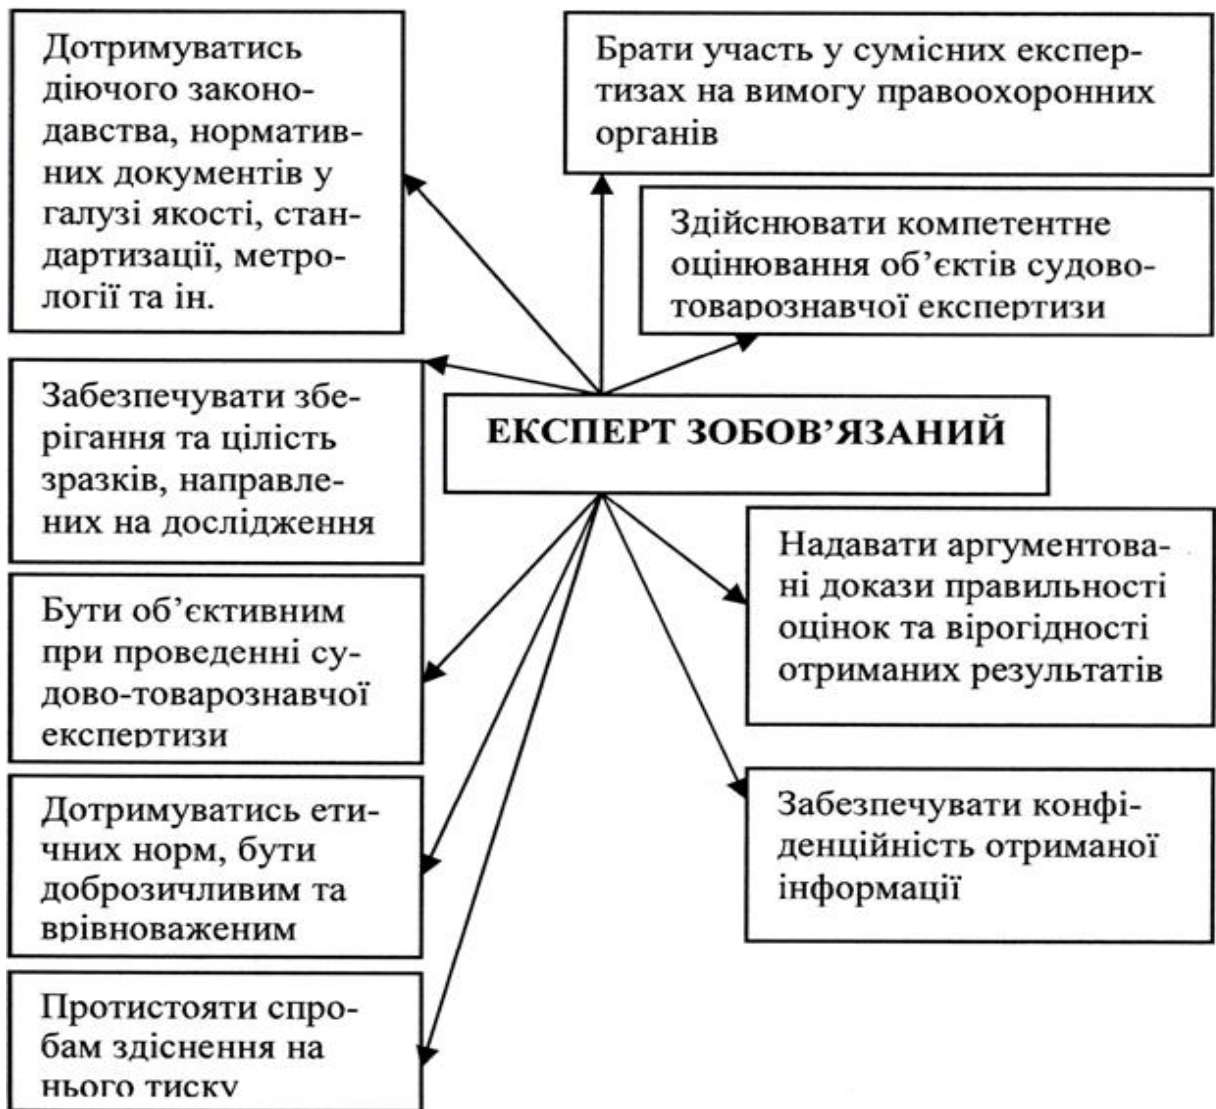 Дотримуватись
діючого законо-
давства, норматив-
них документів у
галузі якості, стан-
дартизації, метро-
логії та ін.
Брати участь у сумісних експер-
тизах на вимогу правоохоронних
органів
Здійснювати компетентне
оцінювання об’єктів судово-
товарознавчої експертизи
Забезпечувати збе-
рігання та цілість
зразків, направле-
них на дослідження
ЕКСПЕРТ ЗОБОВ’ЯЗАНИЙ
Бути об’єктивним
при проведенні су-
дово-товарознавчої
експертизи
Надавати аргументова-
ні докази правильності
оцінок та вірогідності
отриманих результатів
Дотримуватись ети-
чних норм, бути
доброзичливим та
врівноваженим
Забезпечувати конфі-
денційність отриманої
інформації
Протистояти спро-
бам здіснення на
нього тиску